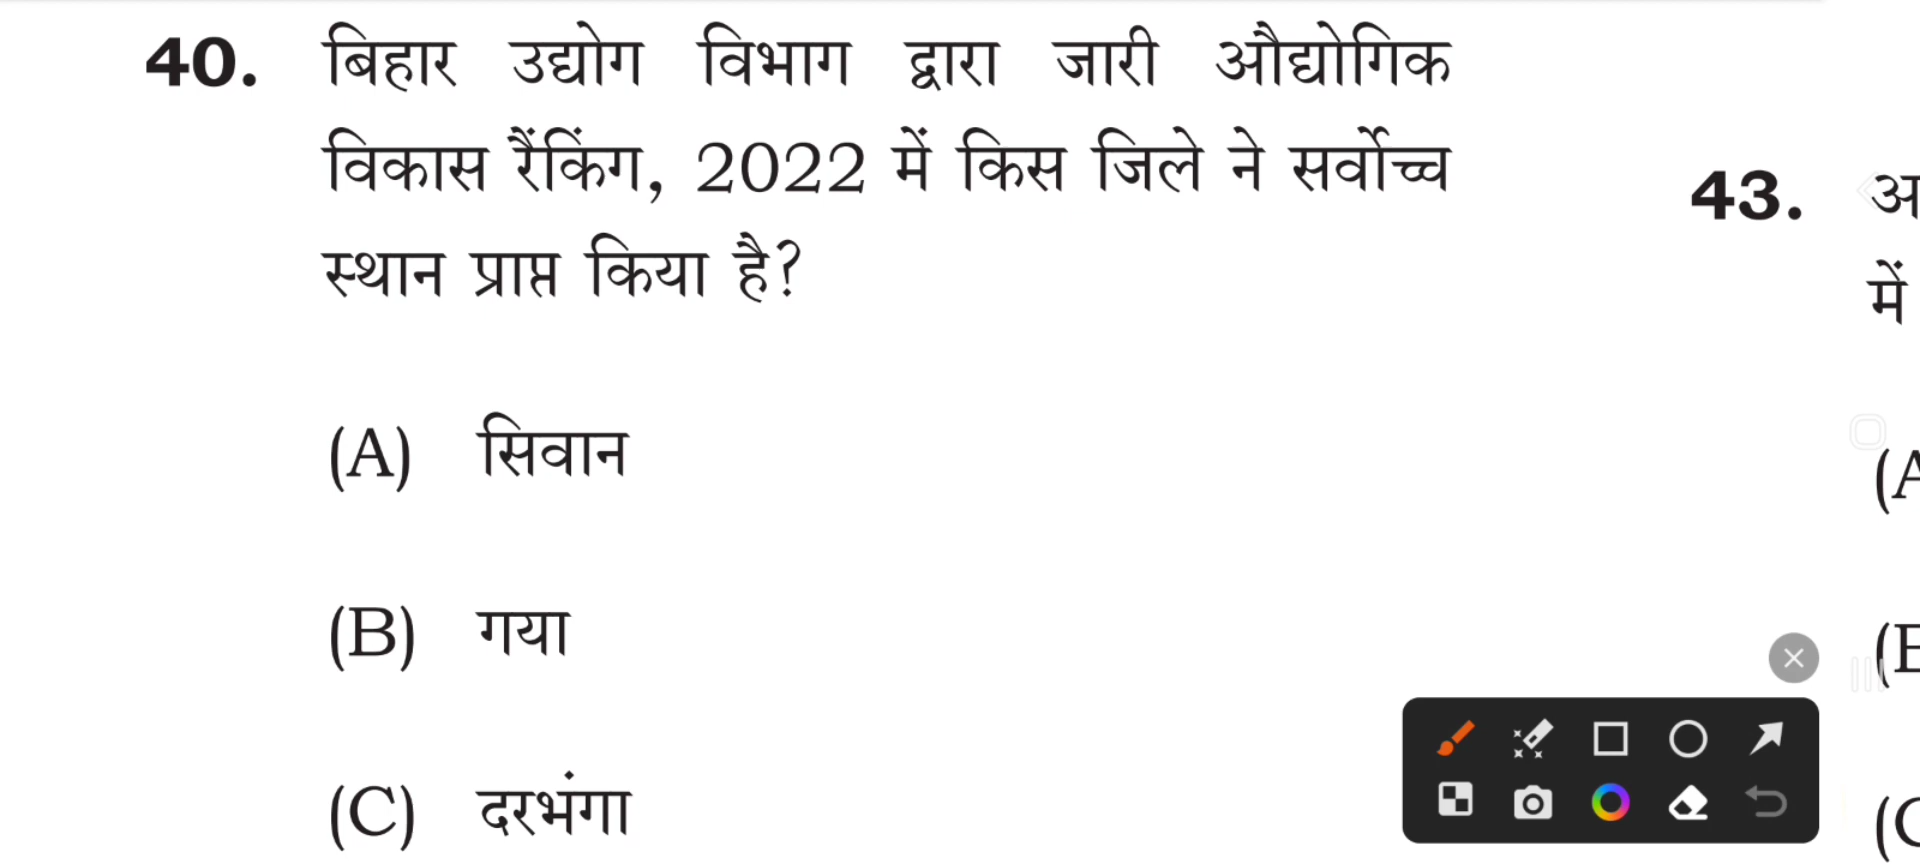 40. बिहार उद्योग विभाग द्वारा जारी औद्योगिक
विकास रैंकिंग, 2022 में किस जिले ने सर्वोच्च
स्थान प्राप्त किया है?
(A) सिवान
(B) गया
(C) दरभंगा
43. अ
में
(A
(B
(C